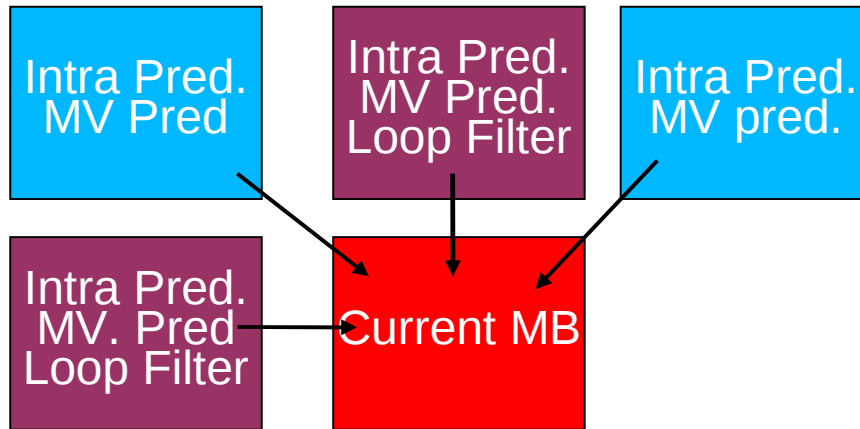 Intra Pred.
MV Pred
Intra Pred.
MV Pred.
Loop Filter
Intra Pred.
MV pred.
Intra Pred.
MV. Pred
Loop Filter
Current MB